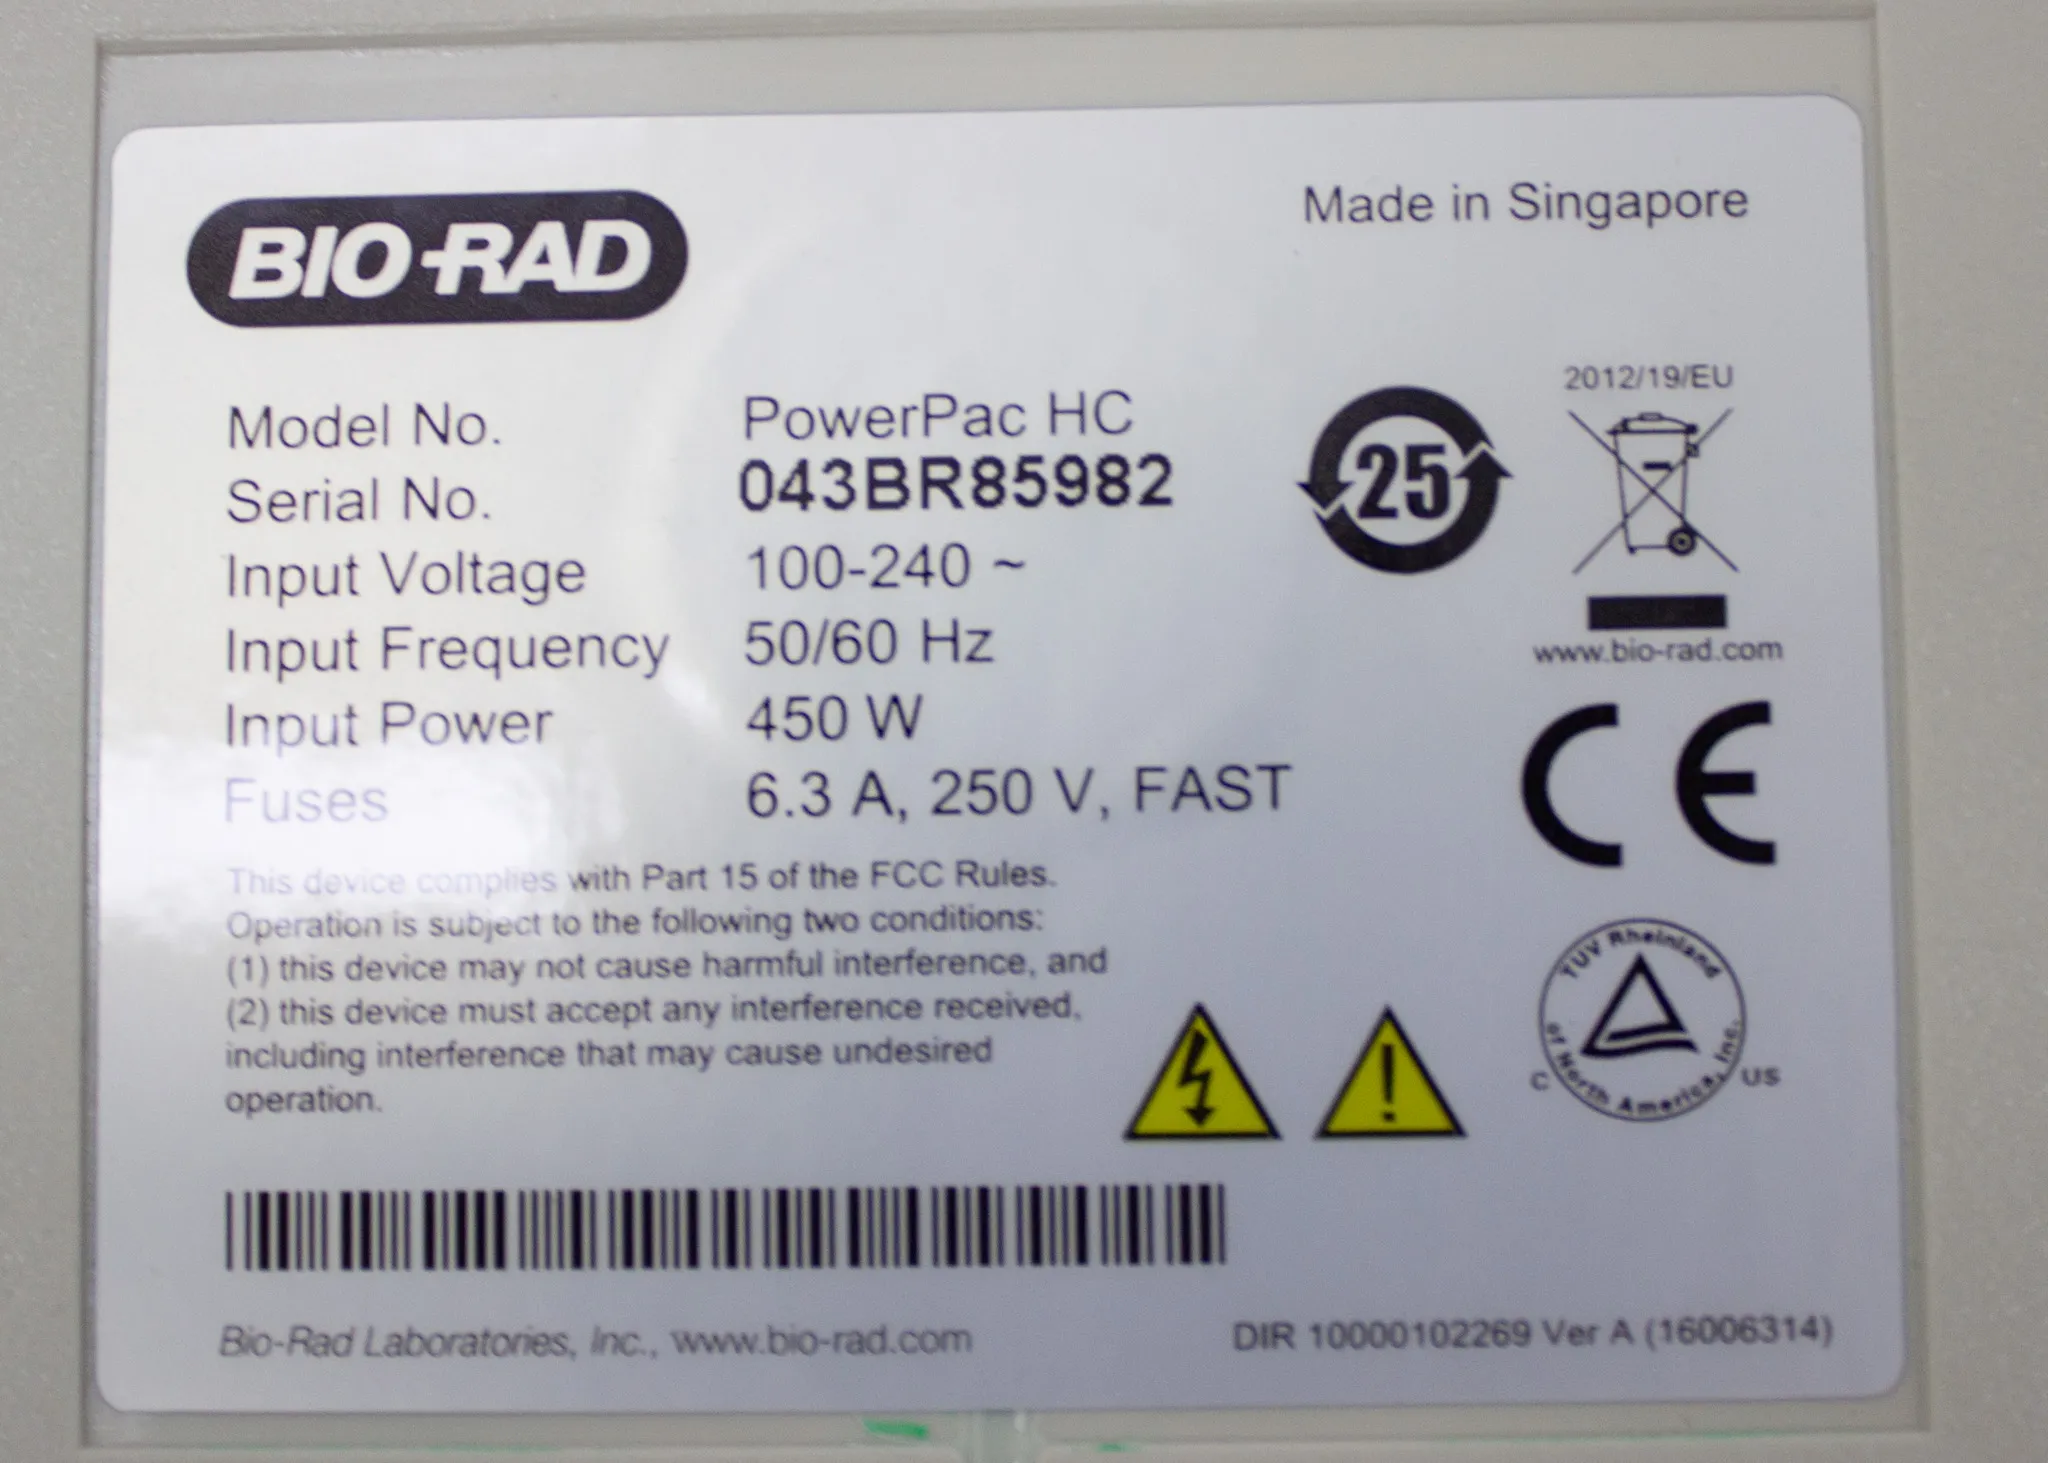 BIO-RAD
Made in Singapore
Model No. PowerPac HC
Serial No. 043BR85982
Input Voltage 100-240 ~
Input Frequency 50/60 Hz
Input Power 450 W
Fuses 6.3 A, 250 V, FAST
25
2012/19/EU
www.bio-rad.com
CE
This device complies with Part 15 of the FCC Rules.
Operation is subject to the following two conditions:
(1) this device may not cause harmful interference, and
(2) this device must accept any interference received,
including interference that may cause undesired
operation.
!
TÜV Rheinland
of North America, Inc.
C US
Bio-Rad Laboratories, Inc., www.bio-rad.com
DIR 10000102269 Ver A (16006314)